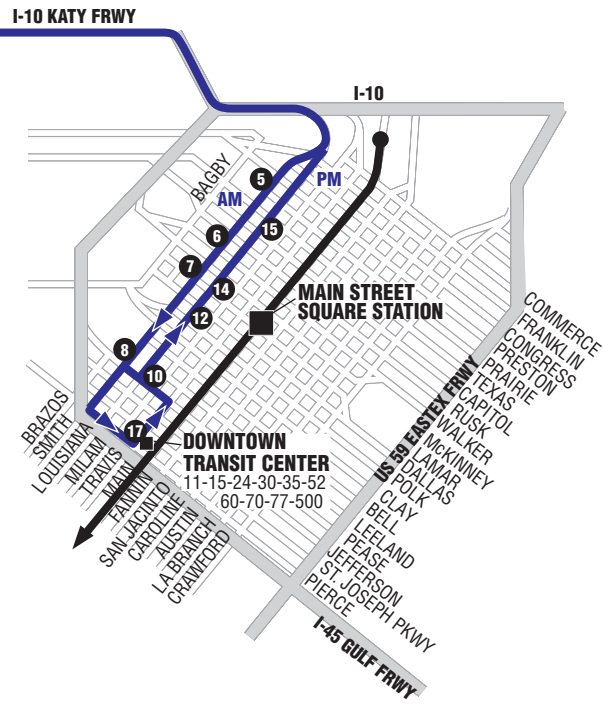 I-10 KATY FRWY
I-10
BAGBY
5
AM
PM
6
15
7
14
MAIN STREET
SQUARE STATION
12
8
10
17
DOWNTOWN
TRANSIT CENTER
11-15-24-30-35-52
60-70-77-500
BRAZOS
SMITH
LOUISIANA
MILAM
TRAVIS
MAIN
FANNIN
SAN JACINTO
CAROLINE
AUSTIN
LA BRANCH
CRAWFORD
US 59 EASTEX FRWY
COMMERCE
FRANKLIN
CONGRESS
PRESTON
PRAIRIE
TEXAS
CAPITOL
RUSK
WALKER
McKINNEY
LAMAR
DALLAS
POLK
CLAY
BELL
LEELAND
PEASE
JEFFERSON
ST. JOSEPH PKWY
PIERCE
I-45 GULF FRWY